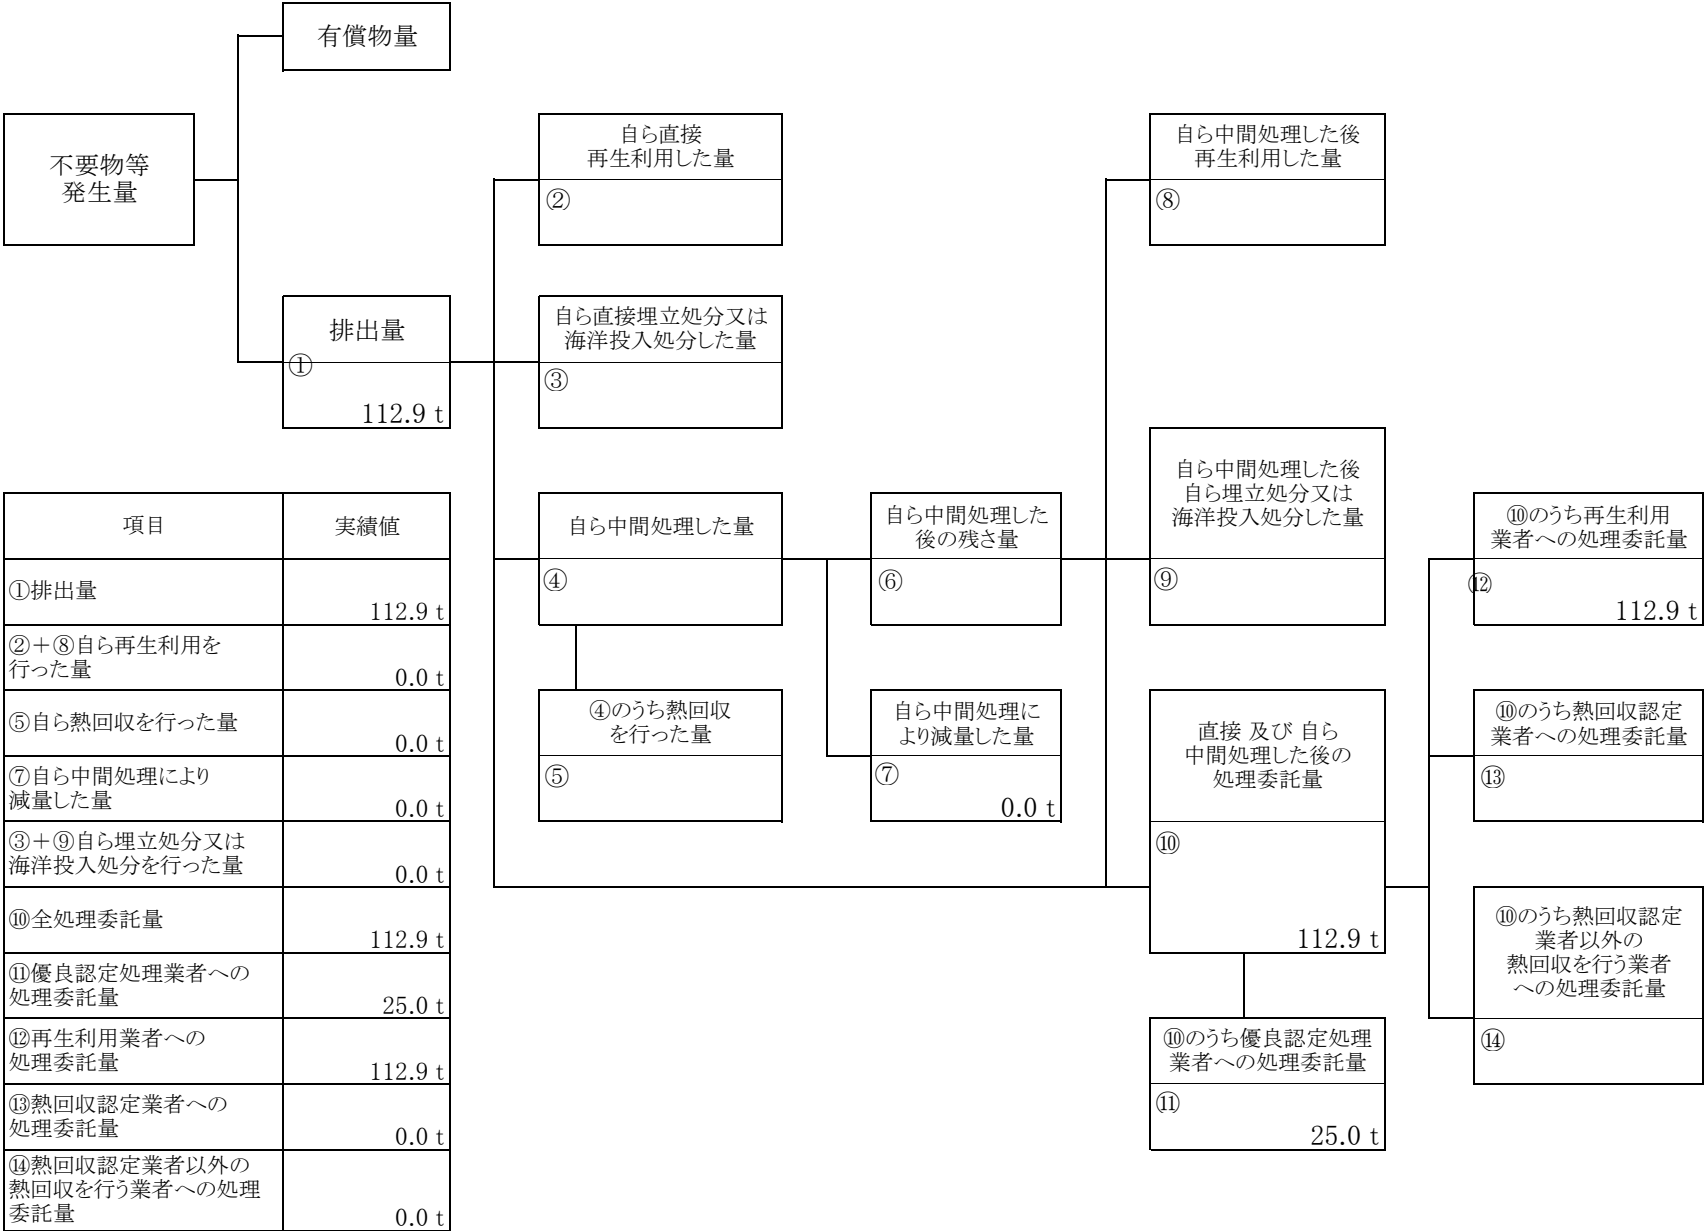 有償物量
不要物等
発生量
排出量
①
112.9 t
自ら直接
再生利用した量
②
自ら直接埋立処分又は
海洋投入処分した量
③
自ら中間処理した量
④
④のうち熱回収
を行った量
⑤
自ら中間処理した
後の残さ量
⑥
自ら中間処理に
より減量した量
⑦
0.0 t
自ら中間処理した後
再生利用した量
⑧
自ら中間処理した後
自ら埋立処分又は
海洋投入処分した量
⑨
直接 及び 自ら
中間処理した後の
処理委託量
⑩
112.9 t
⑩のうち優良認定処理
業者への処理委託量
⑪
25.0 t
⑩のうち再生利用
業者への処理委託量
⑫
112.9 t
⑩のうち熱回収認定
業者への処理委託量
⑬
⑩のうち熱回収認定
業者以外の
熱回収を行う業者
への処理委託量
⑭
項目 実績値
①排出量
112.9 t
②＋⑧自ら再生利用を
行った量
0.0 t
⑤自ら熱回収を行った量
0.0 t
⑦自ら中間処理により
減量した量
0.0 t
③＋⑨自ら埋立処分又は
海洋投入処分を行った量
0.0 t
⑩全処理委託量
112.9 t
⑪優良認定処理業者への
処理委託量
25.0 t
⑫再生利用業者への
処理委託量
112.9 t
⑬熱回収認定業者への
処理委託量
0.0 t
⑭熱回収認定業者以外の
熱回収を行う業者への処理
委託量
0.0 t